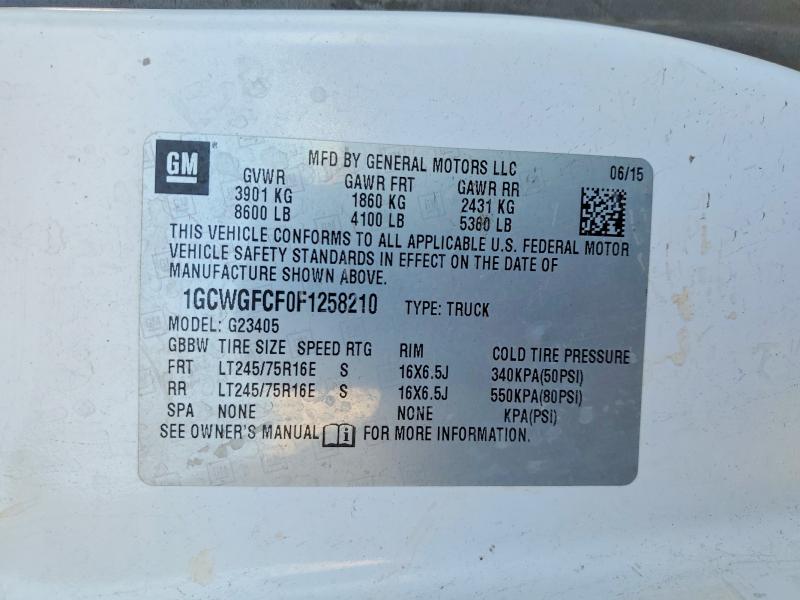 GM
MFD BY GENERAL MOTORS LLC 06/15
GVWR GAWR FRT GAWR RR
3901 KG 1860 KG 2431 KG
8600 LB 4100 LB 5360 LB
THIS VEHICLE CONFORMS TO ALL APPLICABLE U.S. FEDERAL MOTOR
VEHICLE SAFETY STANDARDS IN EFFECT ON THE DATE OF
MANUFACTURE SHOWN ABOVE.
1GCWGFCF0F1258210 TYPE: TRUCK
MODEL: G23405
GBBW TIRE SIZE SPEED RTG RIM COLD TIRE PRESSURE
FRT LT245/75R16E S 16X6.5J 340KPA(50PSI)
RR LT245/75R16E S 16X6.5J 550KPA(80PSI)
SPA NONE NONE KPA(PSI)
SEE OWNER'S MANUAL i FOR MORE INFORMATION.